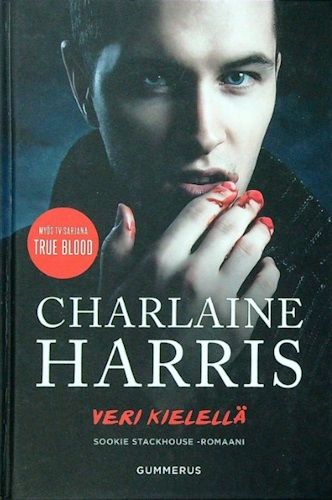 MYÖS TV-SARJANA
TRUE BLOOD
CHARLAINE
HARRIS
VERI KIELELLÄ
SOOKIE STACKHOUSE -ROMAANI
GUMMERUS